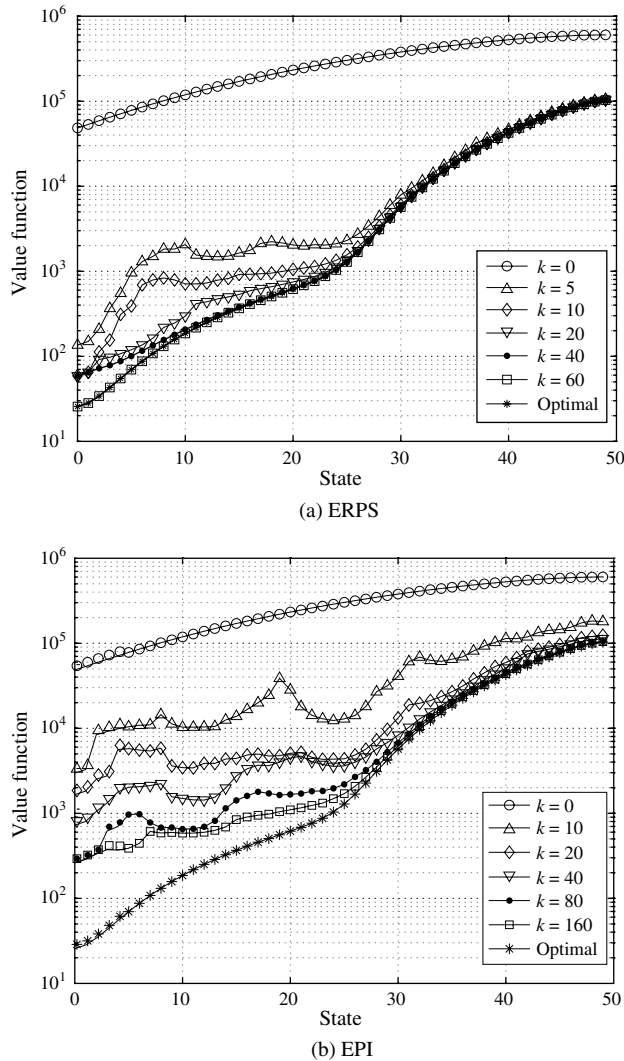 10^6
10^5
10^4
10^3
10^2
10^1
Value function
0 10 20 30 40 50
State
k = 0
k = 5
k = 10
k = 20
k = 40
k = 60
Optimal
(a) ERPS
10^6
10^5
10^4
10^3
10^2
10^1
Value function
0 10 20 30 40 50
State
k = 0
k = 10
k = 20
k = 40
k = 80
k = 160
Optimal
(b) EPI